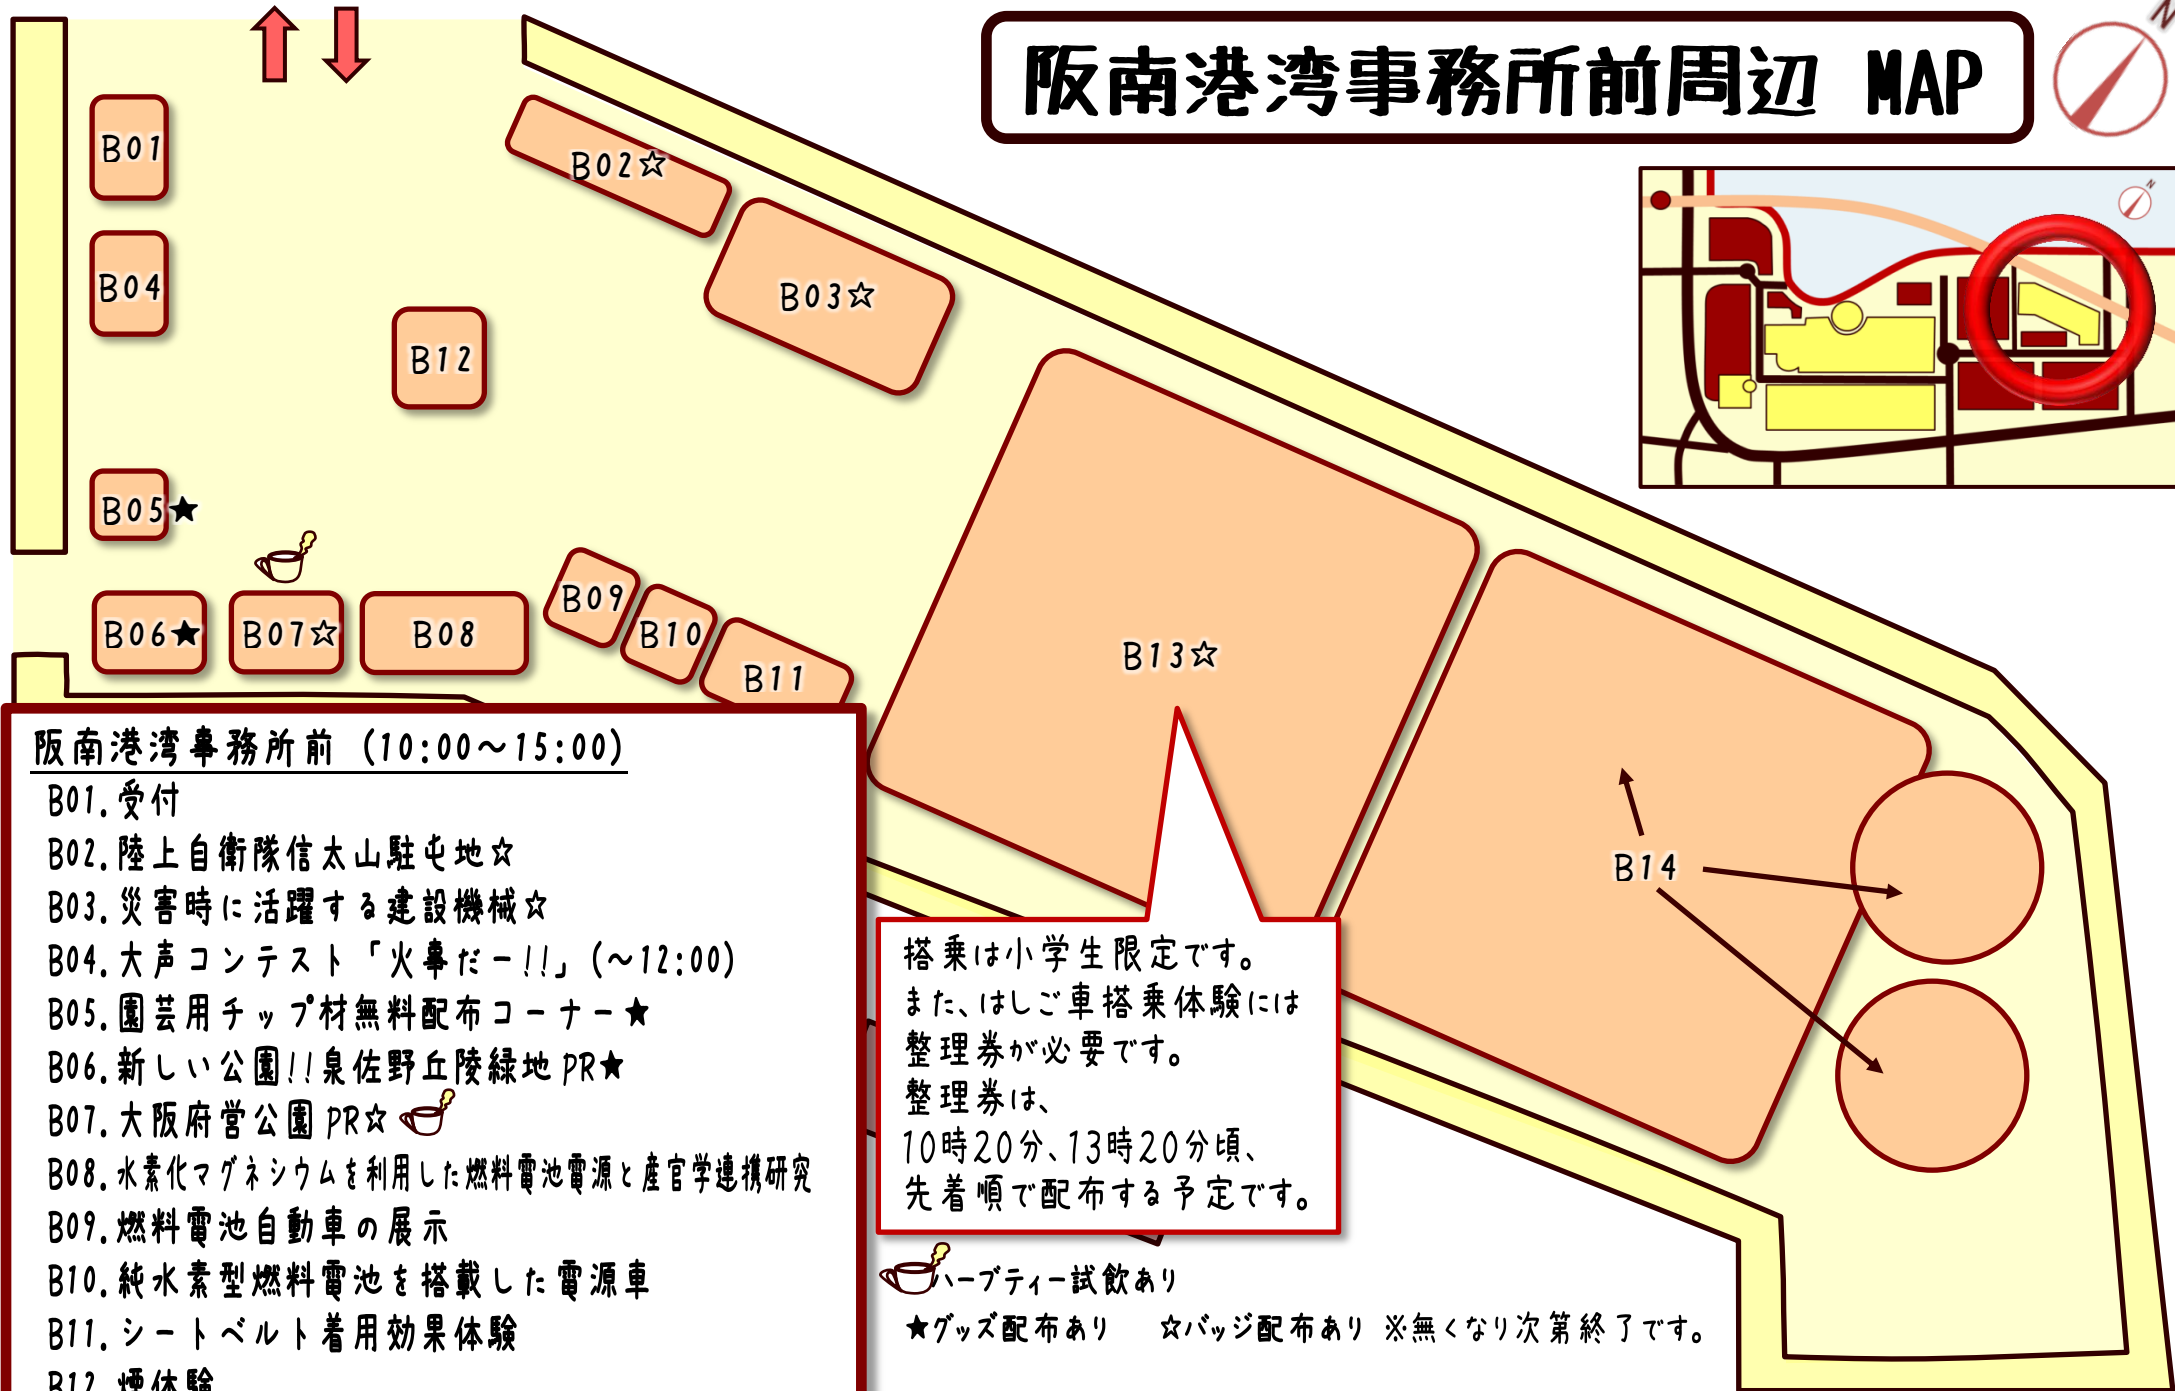 阪南港湾事務所前周辺 MAP
N
N
B01
B02☆
B03☆
B04
B12
B05★
B06★
B07☆
B08
B09
B10
B11
B13☆
B14
阪南港湾事務所前 (10:00～15:00)
B01.受付
B02.陸上自衛隊信太山駐屯地☆
B03.災害時に活躍する建設機械☆
B04.大声コンテスト「火事だー!!」(～12:00)
B05.園芸用チップ材無料配布コーナー★
B06.新しい公園!!泉佐野丘陵緑地PR★
B07.大阪府営公園PR☆
B08.水素化マグネシウムを利用した燃料電池電源と産官学連携研究
B09.燃料電池自動車の展示
B10.純水素型燃料電池を搭載した電源車
B11.シートベルト着用効果体験
B12.煙体験
搭乗は小学生限定です。
また、はしご車搭乗体験には
整理券が必要です。
整理券は、
10時20分、13時20分頃、
先着順で配布する予定です。
ハーブティー試飲あり
★グッズ配布あり ☆バッジ配布あり ※無くなり次第終了です。